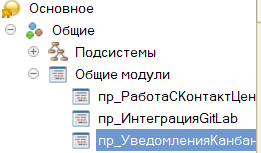 Основное
Общие
Подсистемы
Общие модули
пр_РаботаСКонтактЦен
пр_ИнтеграцияGitLab
пр_УведомленияКанбан